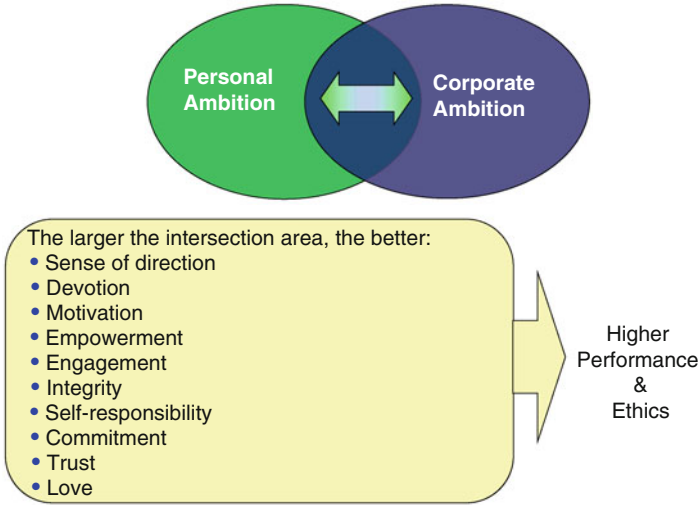 Personal
Ambition
Corporate
Ambition
The larger the intersection area, the better:
• Sense of direction
• Devotion
• Motivation
• Empowerment
• Engagement
• Integrity
• Self-responsibility
• Commitment
• Trust
• Love
Higher
Performance
&
Ethics